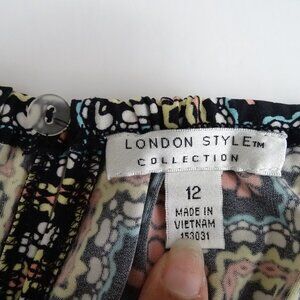 LONDON STYLE™
COLLECTION
12
MADE IN
VIETNAM
153031